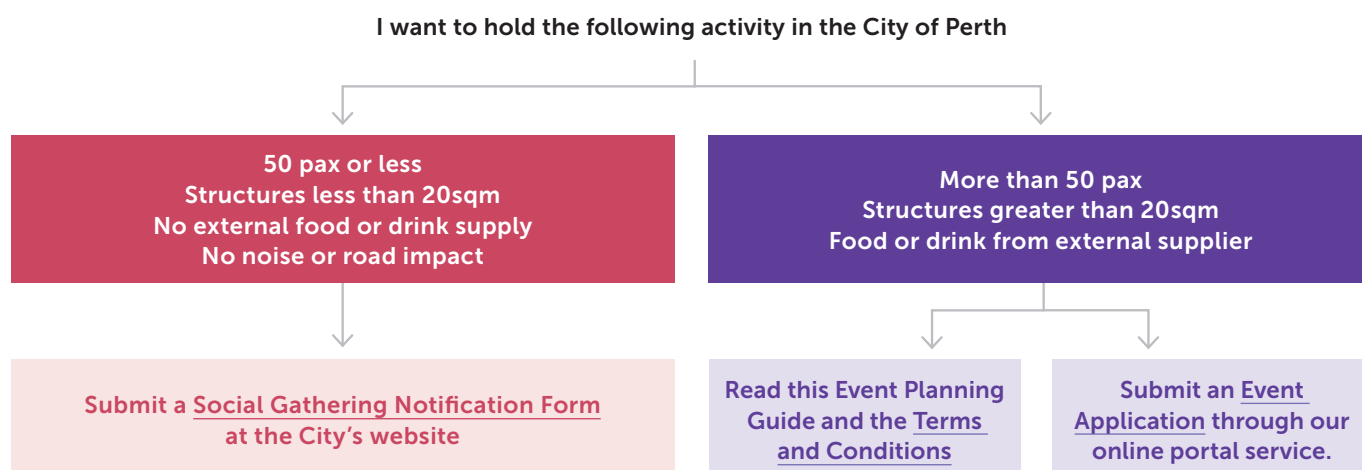 I want to hold the following activity in the City of Perth
50 pax or less
Structures less than 20sqm
No external food or drink supply
No noise or road impact
More than 50 pax
Structures greater than 20sqm
Food or drink from external supplier
Submit a Social Gathering Notification Form
at the City’s website
Read this Event Planning
Guide and the Terms
and Conditions
Submit an Event
Application through our
online portal service.